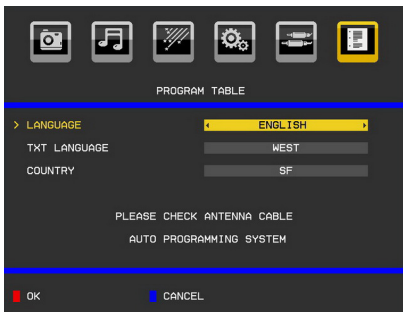 PROGRAM TABLE
> LANGUAGE ENGLISH
TXT LANGUAGE WEST
COUNTRY SF
PLEASE CHECK ANTENNA CABLE
AUTO PROGRAMMING SYSTEM
OK CANCEL